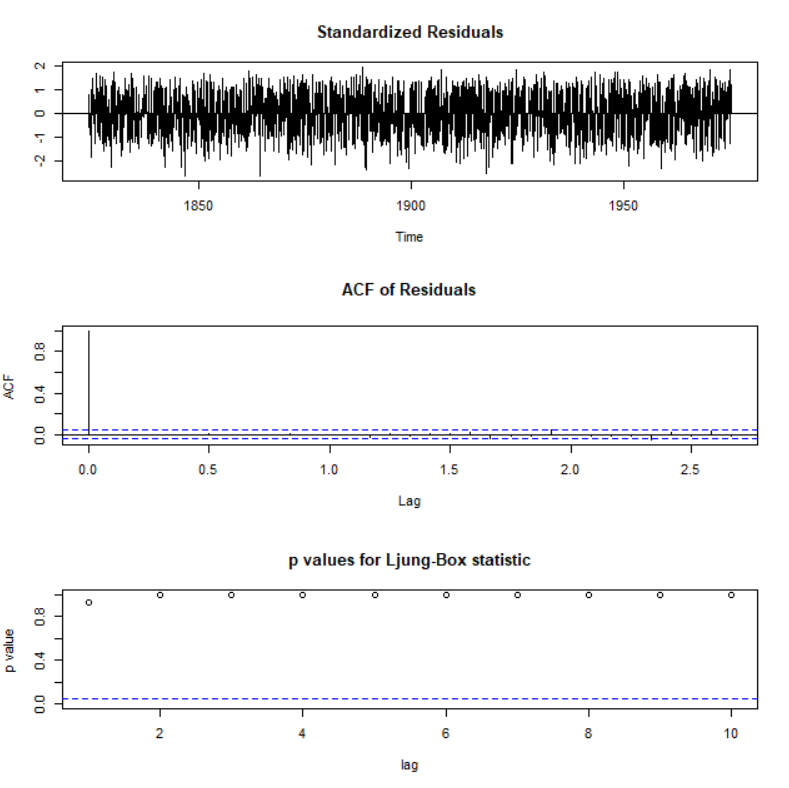 Standardized Residuals
2
1
0
-1
-2
1850 1900 1950
Time
ACF of Residuals
ACF
0.8
0.4
0.0
0.0 0.5 1.0 1.5 2.0 2.5
Lag
p values for Ljung-Box statistic
p value
0.8
0.4
0.0
2 4 6 8 10
lag